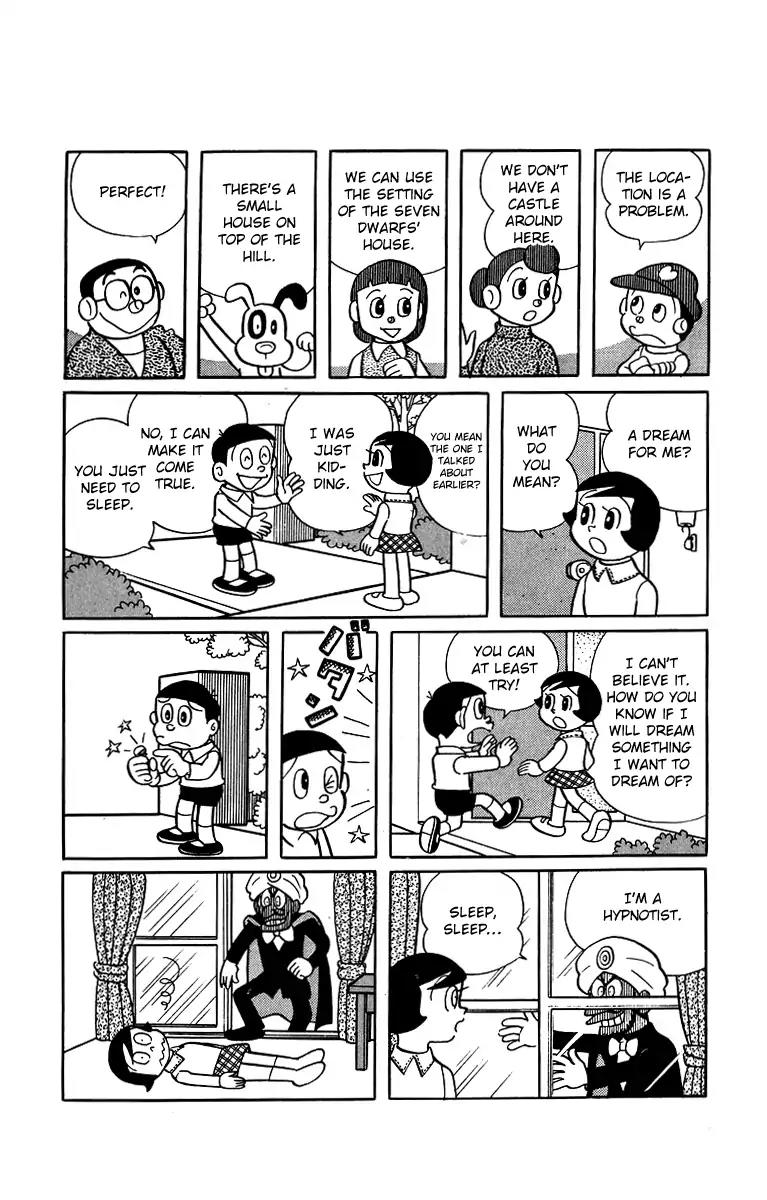 THE LOCA-
TION IS A
PROBLEM.
WE DON'T
HAVE A
CASTLE
AROUND
HERE.
WE CAN USE
THE SETTING
OF THE SEVEN
DWARFS'
HOUSE.
THERE'S A
SMALL
HOUSE ON
TOP OF THE
HILL.
PERFECT!
A DREAM
FOR ME?
WHAT
DO
YOU
MEAN?
YOU MEAN
THE ONE I
TALKED
ABOUT
EARLIER?
I WAS
JUST
KID-
DING.
NO, I CAN
MAKE IT
COME
TRUE.
YOU JUST
NEED TO
SLEEP.
I CAN'T
BELIEVE IT.
HOW DO YOU
KNOW IF I
WILL DREAM
SOMETHING
I WANT TO
DREAM OF?
YOU CAN
AT LEAST
TRY!
I'M A
HYPNOTIST.
SLEEP,
SLEEP...